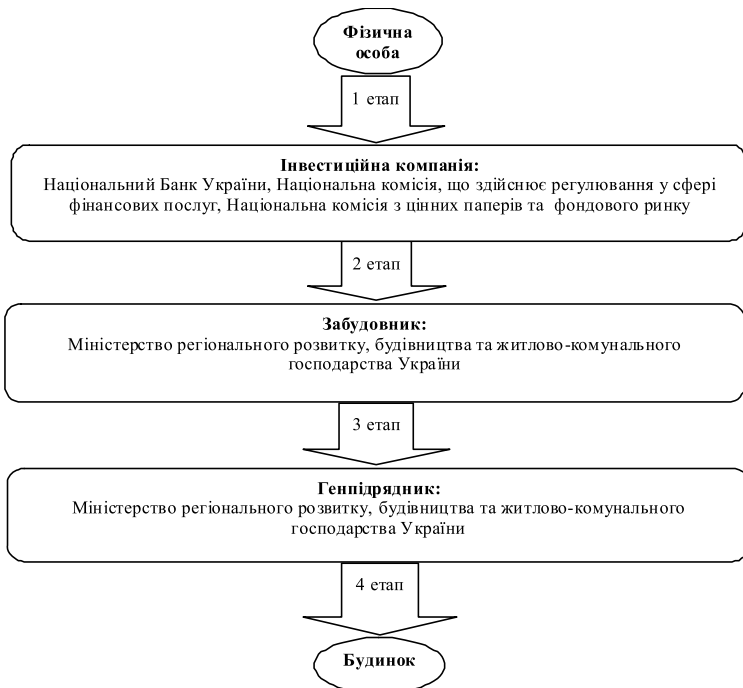 Фізична
особа
1 етап
Інвестиційна компанія:
Національний Банк України, Національна комісія, що здійснює регулювання у сфері
фінансових послуг, Національна комісія з цінних паперів та фондового ринку
2 етап
Забудовник:
Міністерство регіонального розвитку, будівництва та житлово-комунального
господарства України
3 етап
Генпідрядник:
Міністерство регіонального розвитку, будівництва та житлово-комунального
господарства України
4 етап
Будинок